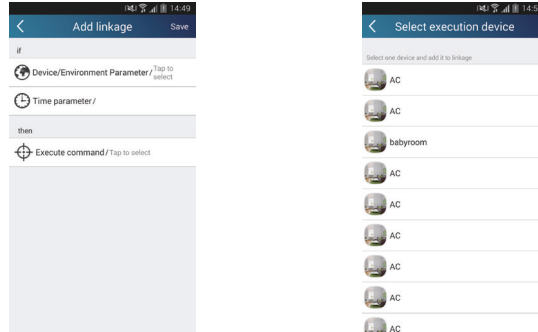 14:49
Add linkage Save
if
Device/Environment Parameter/ Tap to
select
Time parameter/
then
Execute command/ Tap to select
14:5
Select execution device
Select one device and add it to linkage
AC
AC
babyroom
AC
AC
AC
AC
AC
AC